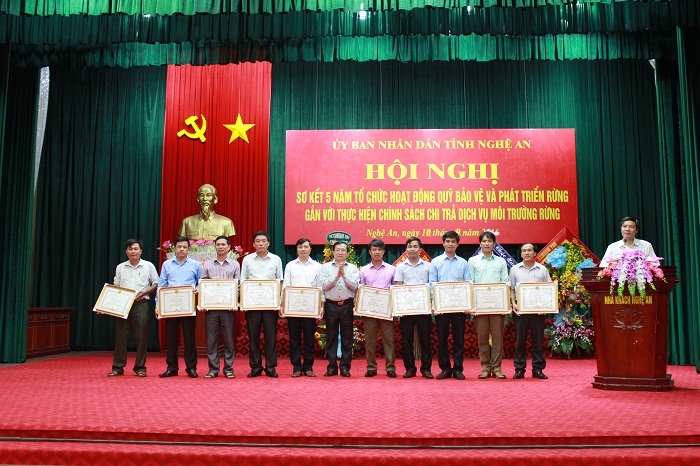 ỦY BAN NHÂN DÂN TỈNH NGHỆ AN
HỘI NGHỊ
SƠ KẾT 5 NĂM TỔ CHỨC HOẠT ĐỘNG QUỸ BẢO VỆ VÀ PHÁT TRIỂN RỪNG
GẮN VỚI THỰC HIỆN CHÍNH SÁCH CHI TRẢ DỊCH VỤ MÔI TRƯỜNG RỪNG
Nghệ An, ngày 10 tháng năm 2016
NHÀ KHÁCH NGHỆ AN